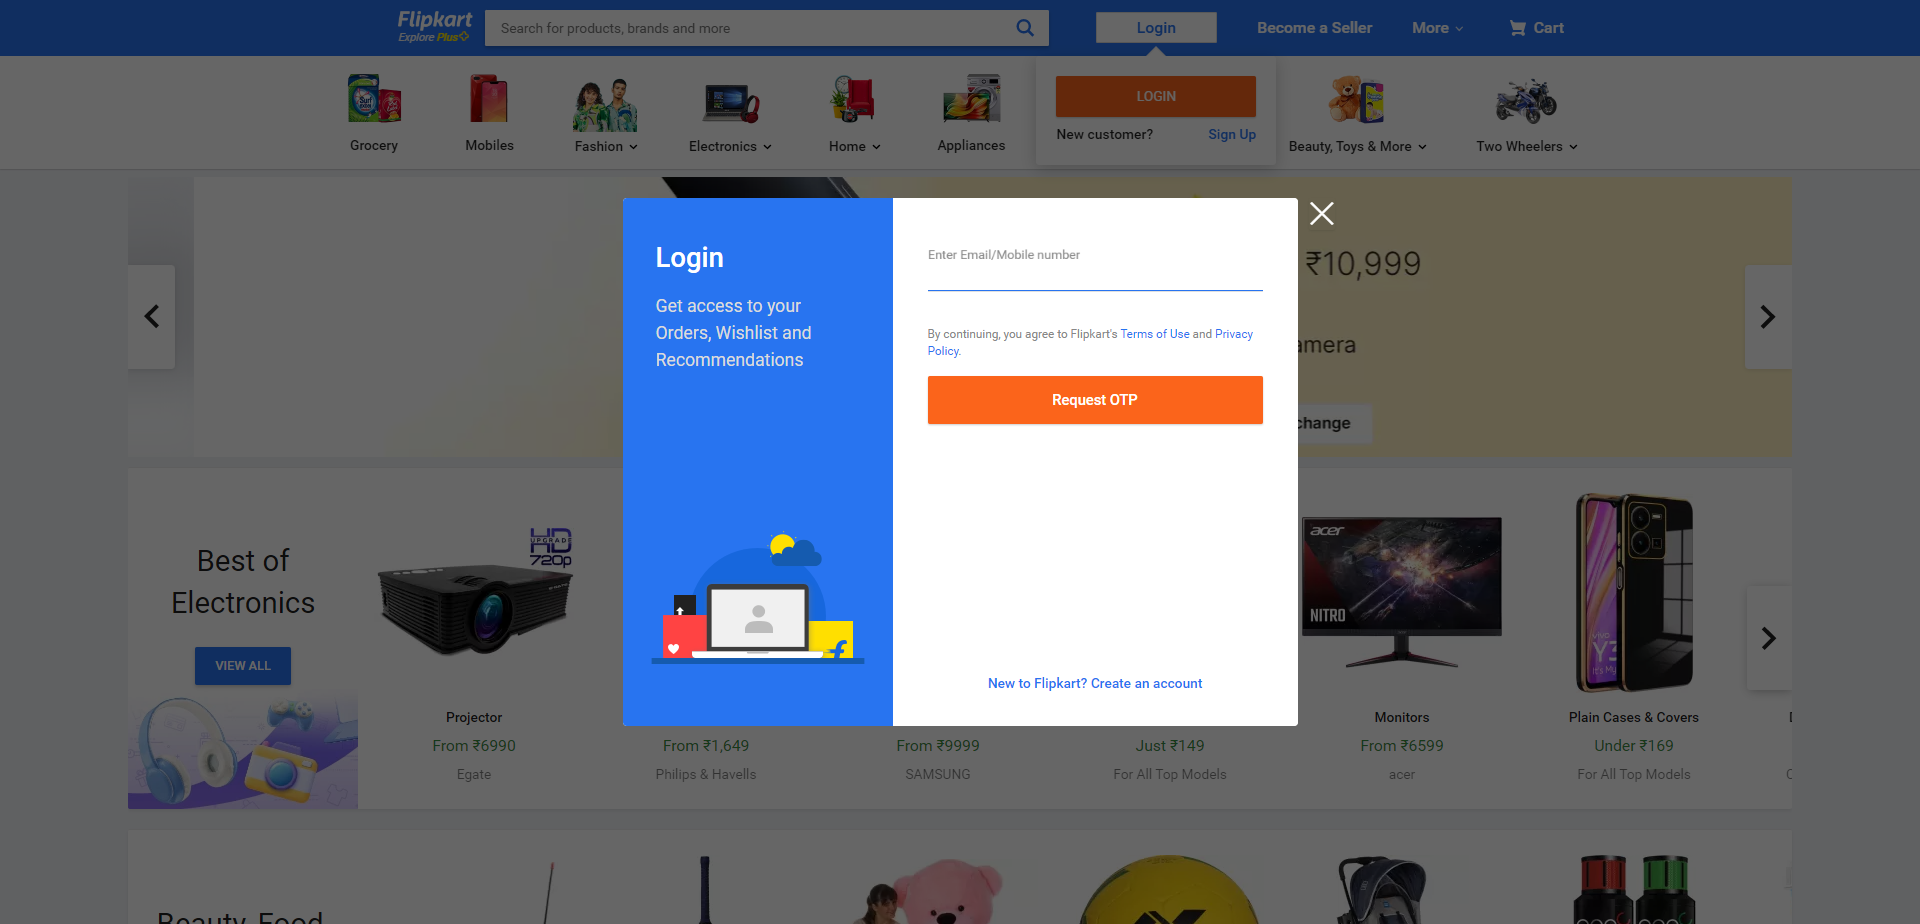 Flipkart
Explore Plus
Search for products, brands and more
Login
Become a Seller
More
Cart
LOGIN
New customer?
Sign Up
Grocery
Mobiles
Fashion
Electronics
Home
Appliances
Beauty, Toys & More
Two Wheelers
₹10,999
amera
change
Login
Get access to your
Orders, Wishlist and
Recommendations
Enter Email/Mobile number
By continuing, you agree to Flipkart's Terms of Use and Privacy
Policy.
Request OTP
New to Flipkart? Create an account
Best of
Electronics
VIEW ALL
HD
UPGRADE
720p
acer
NITRO
vivo
Y3
It's My
Projector
From ₹6990
Egate
From ₹1,649
Philips & Havells
From ₹9999
SAMSUNG
Just ₹149
For All Top Models
Monitors
From ₹6599
acer
Plain Cases & Covers
Under ₹169
For All Top Models
Beauty, Food